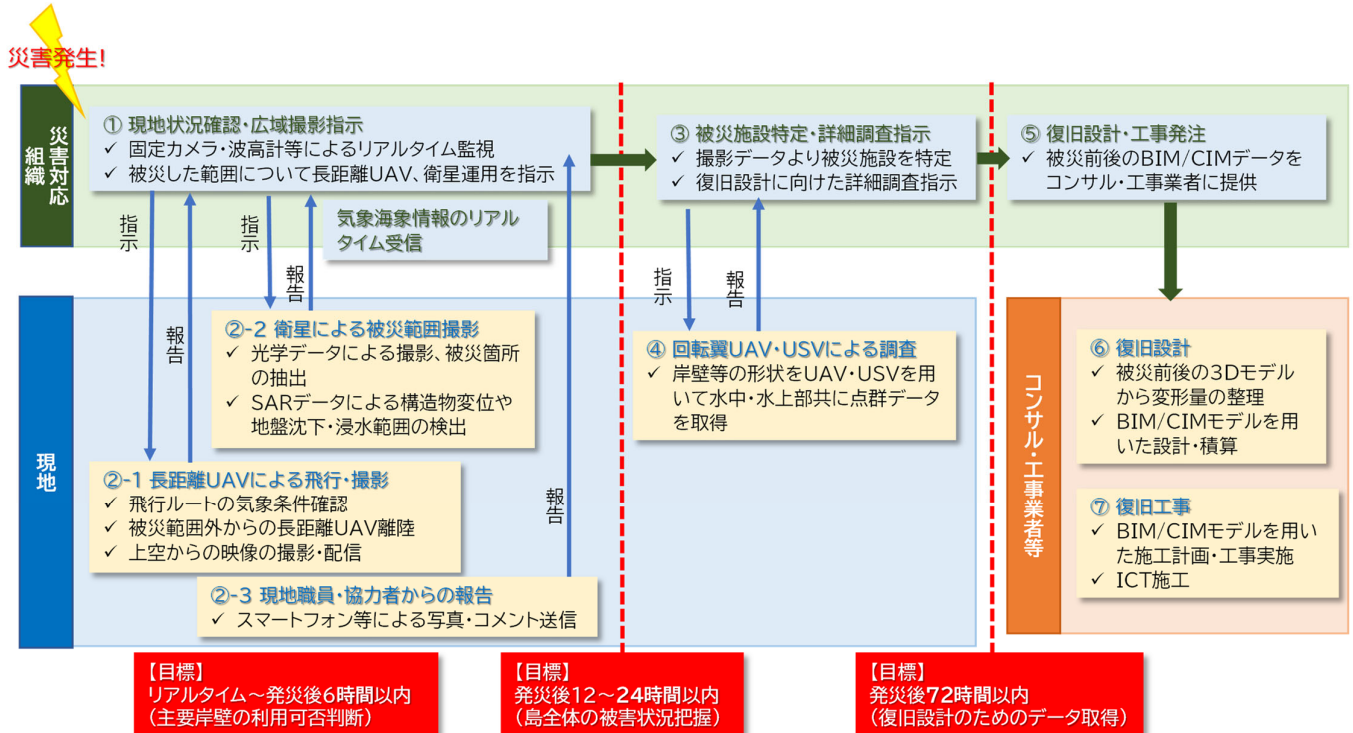 災害発生!
災害対応
組織
① 現地状況確認・広域撮影指示
✓ 固定カメラ・波高計等によるリアルタイム監視
✓ 被災した範囲について長距離UAV、衛星運用を指示
③ 被災施設特定・詳細調査指示
✓ 撮影データより被災施設を特定
✓ 復旧設計に向けた詳細調査指示
⑤ 復旧設計・工事発注
✓ 被災前後のBIM/CIMデータを
コンサル・工事業者に提供
気象海象情報のリアル
タイム受信
指示
報告
指示
報告
報告
指示
報告
現地
②-2 衛星による被災範囲撮影
✓ 光学データによる撮影、被災箇所
の抽出
✓ SARデータによる構造物変位や
地盤沈下・浸水範囲の検出
②-1 長距離UAVによる飛行・撮影
✓ 飛行ルートの気象条件確認
✓ 被災範囲外からの長距離UAV離陸
✓ 上空からの映像の撮影・配信
②-3 現地職員・協力者からの報告
✓ スマートフォン等による写真・コメント送信
④ 回転翼UAV・USVによる調査
✓ 岸壁等の形状をUAV・USVを用
いて水中・水上部共に点群データ
を取得
コンサル・工事業者等
⑥ 復旧設計
✓ 被災前後の3Dモデル
から変形量の整理
✓ BIM/CIMモデルを用
いた設計・積算
⑦ 復旧工事
✓ BIM/CIMモデルを用い
た施工計画・工事実施
✓ ICT施工
【目標】
リアルタイム～発災後6時間以内
（主要岸壁の利用可否判断）
【目標】
発災後12～24時間以内
（島全体の被害状況把握）
【目標】
発災後72時間以内
（復旧設計のためのデータ取得）